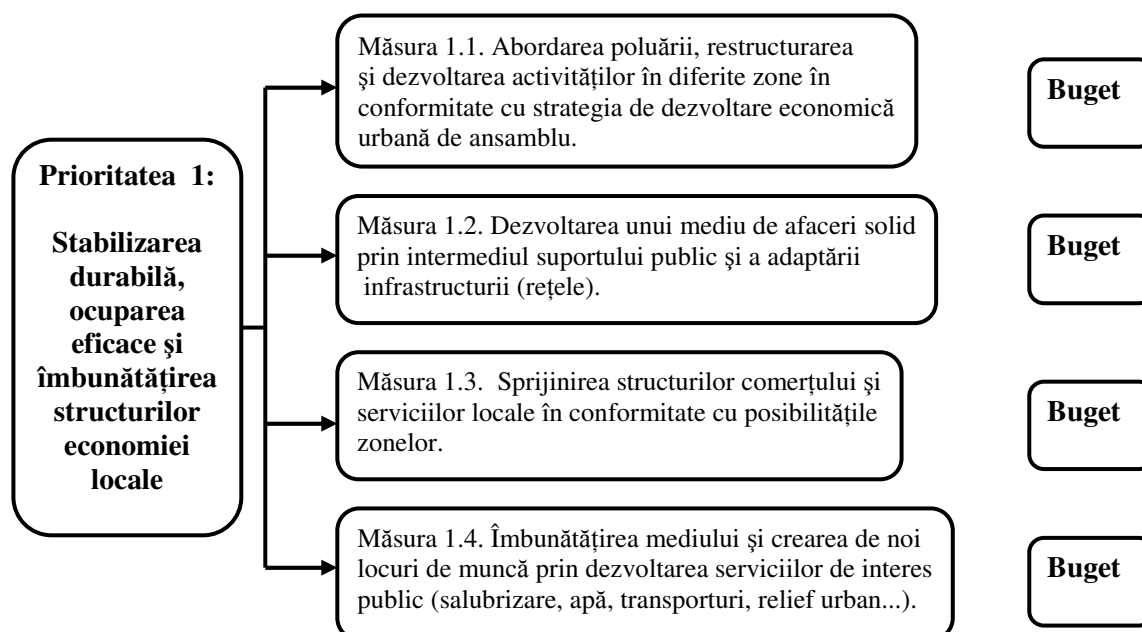 Prioritatea 1:
Stabilizarea
durabilă,
ocuparea
eficace şi
îmbunătăţirea
structurilor
economiei
locale
Măsura 1.1. Abordarea poluării, restructurarea
şi dezvoltarea activităţilor în diferite zone în
conformitate cu strategia de dezvoltare economică
urbană de ansamblu.
Buget
Măsura 1.2. Dezvoltarea unui mediu de afaceri solid
prin intermediul suportului public şi a adaptării
infrastructurii (reţele).
Buget
Măsura 1.3. Sprijinirea structurilor comerţului şi
serviciilor locale în conformitate cu posibilităţile
zonelor.
Buget
Măsura 1.4. Îmbunătăţirea mediului şi crearea de noi
locuri de muncă prin dezvoltarea serviciilor de interes
public (salubrizare, apă, transporturi, relief urban...).
Buget